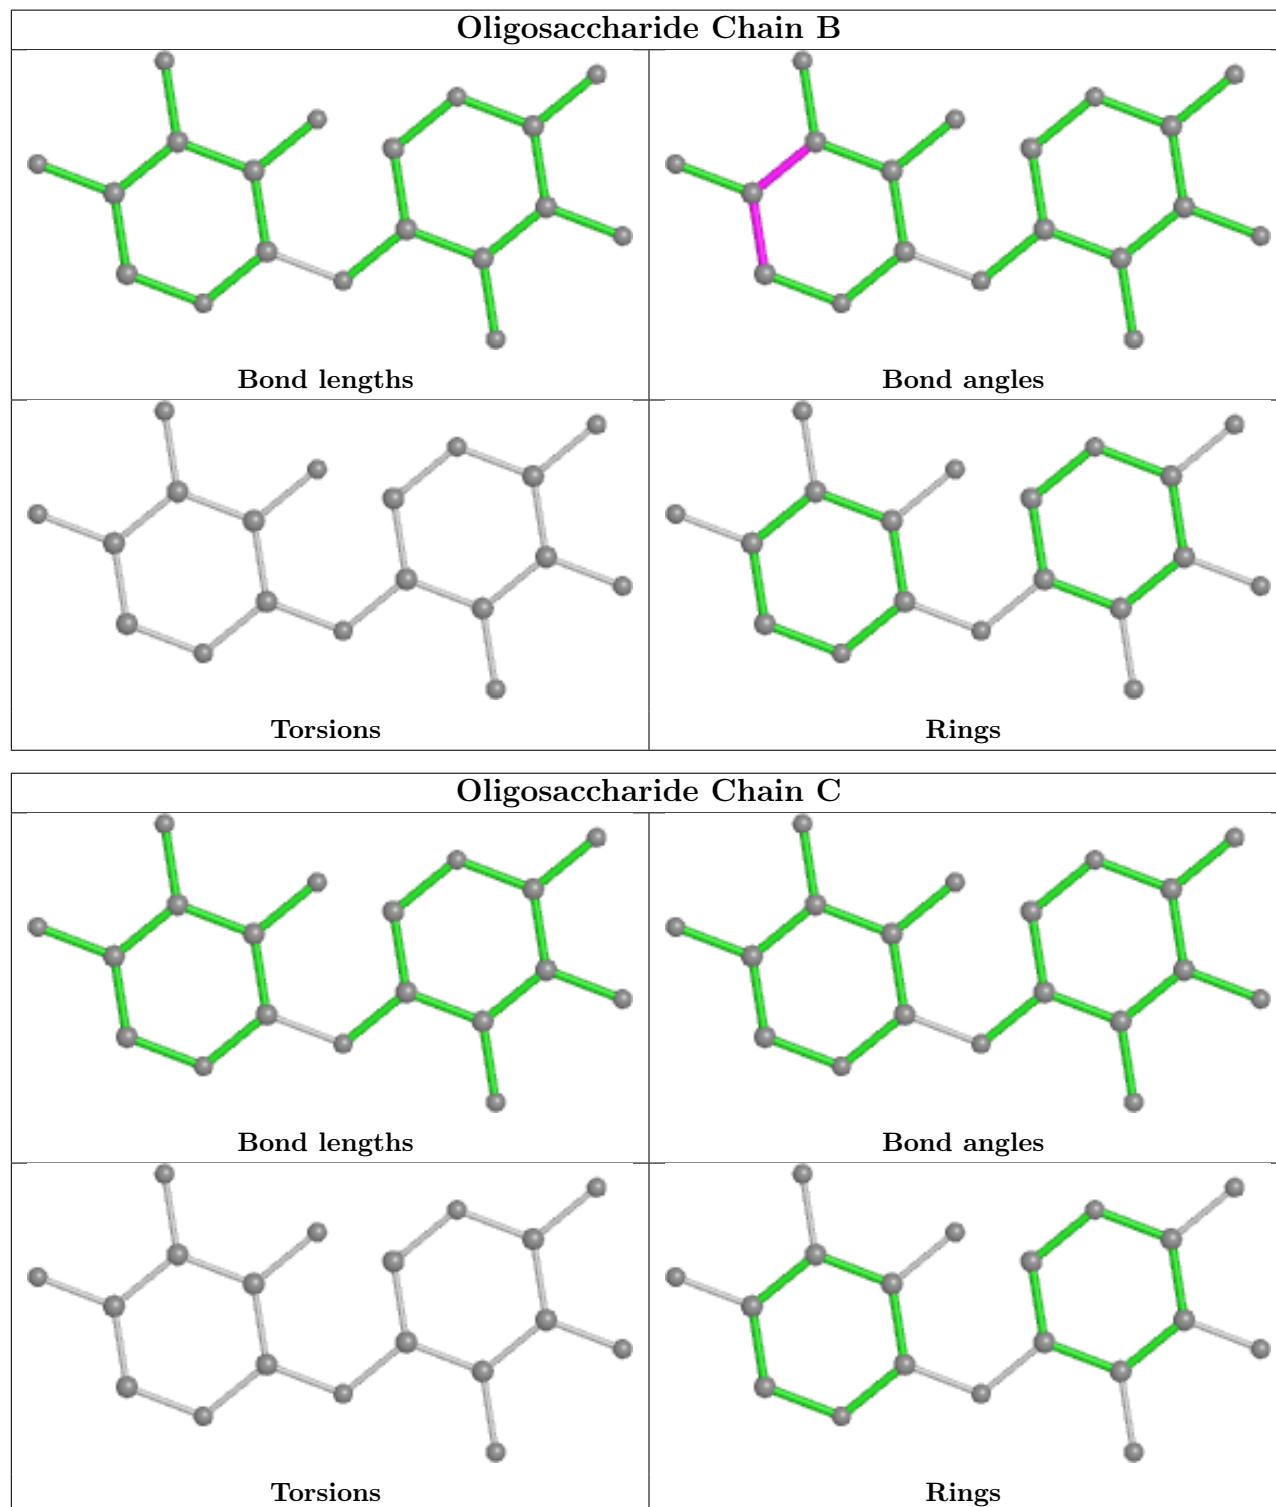 Oligosaccharide Chain B
Bond lengths
Bond angles
Torsions
Rings
Oligosaccharide Chain C
Bond lengths
Bond angles
Torsions
Rings